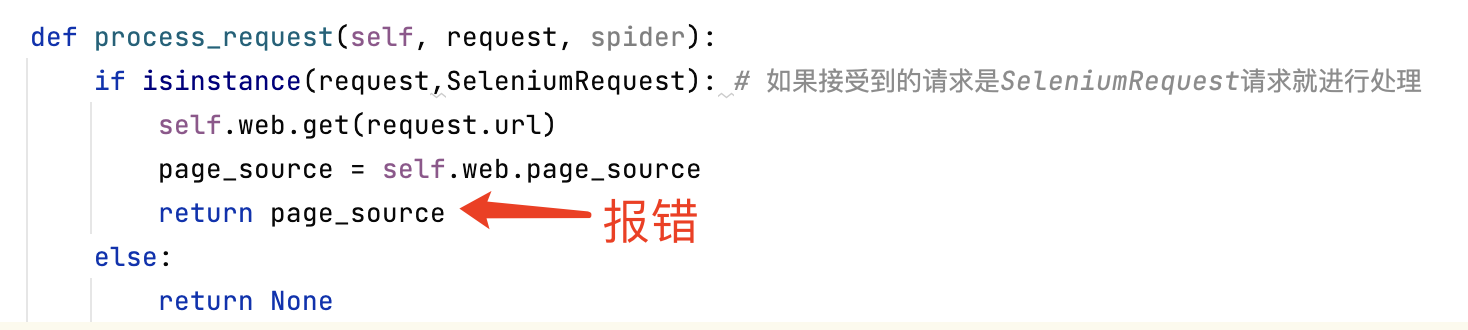 def process_request(self, request, spider):
    if isinstance(request,SeleniumRequest): # 如果接受到的请求是SeleniumRequest请求就进行处理
        self.web.get(request.url)
        page_source = self.web.page_source
        return page_source 报错
    else:
        return None